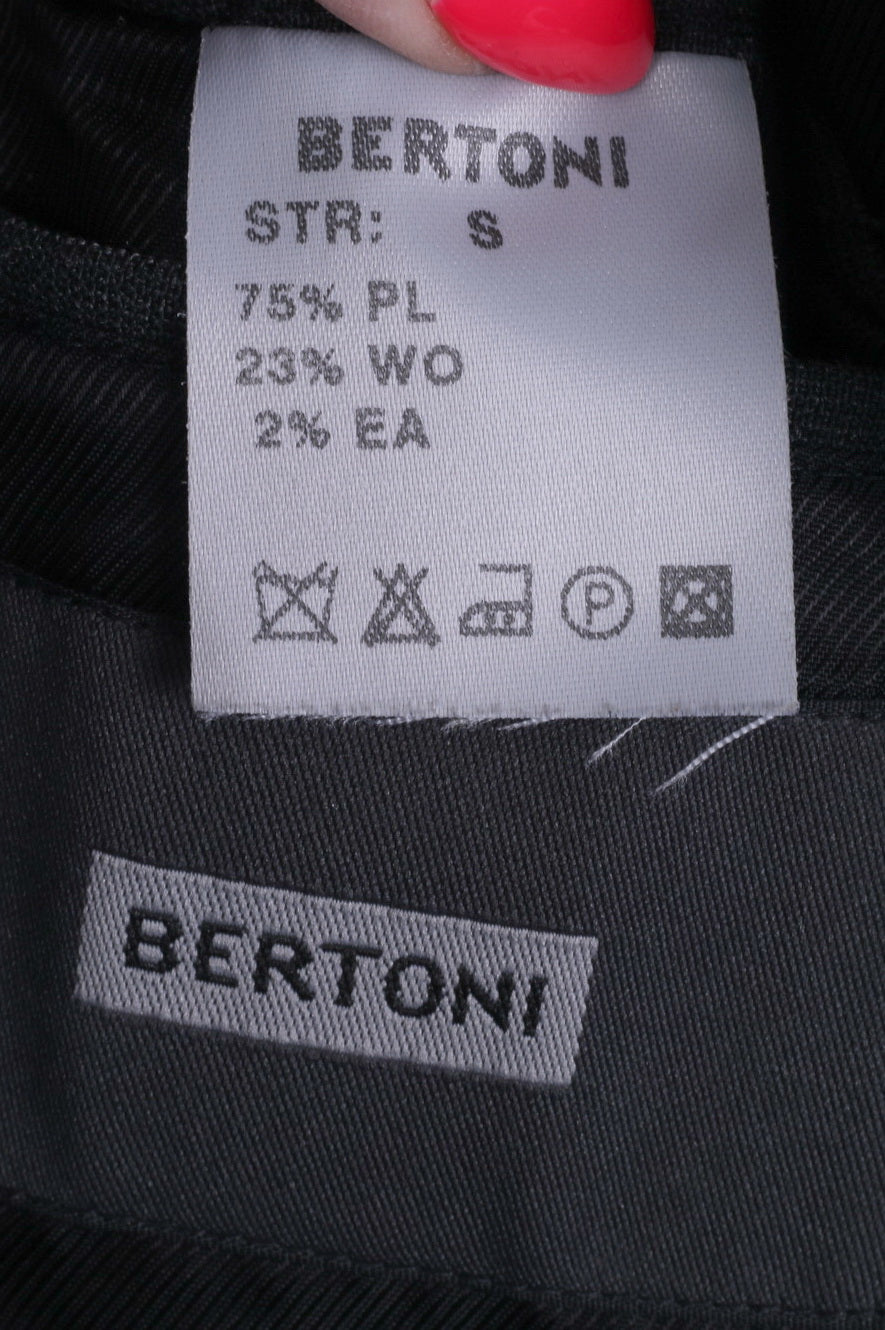 BERTONI
STR: S
75% PL
23% WO
2% EA
P
BERTONI